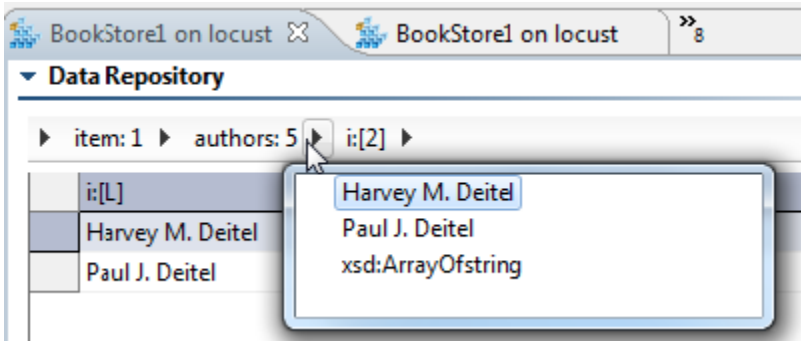 BookStore1 on locust BookStore1 on locust »8
Data Repository
item: 1 authors: 5 i:[2]
i:[L]
Harvey M. Deitel
Paul J. Deitel
Harvey M. Deitel
Paul J. Deitel
xsd:ArrayOfstring